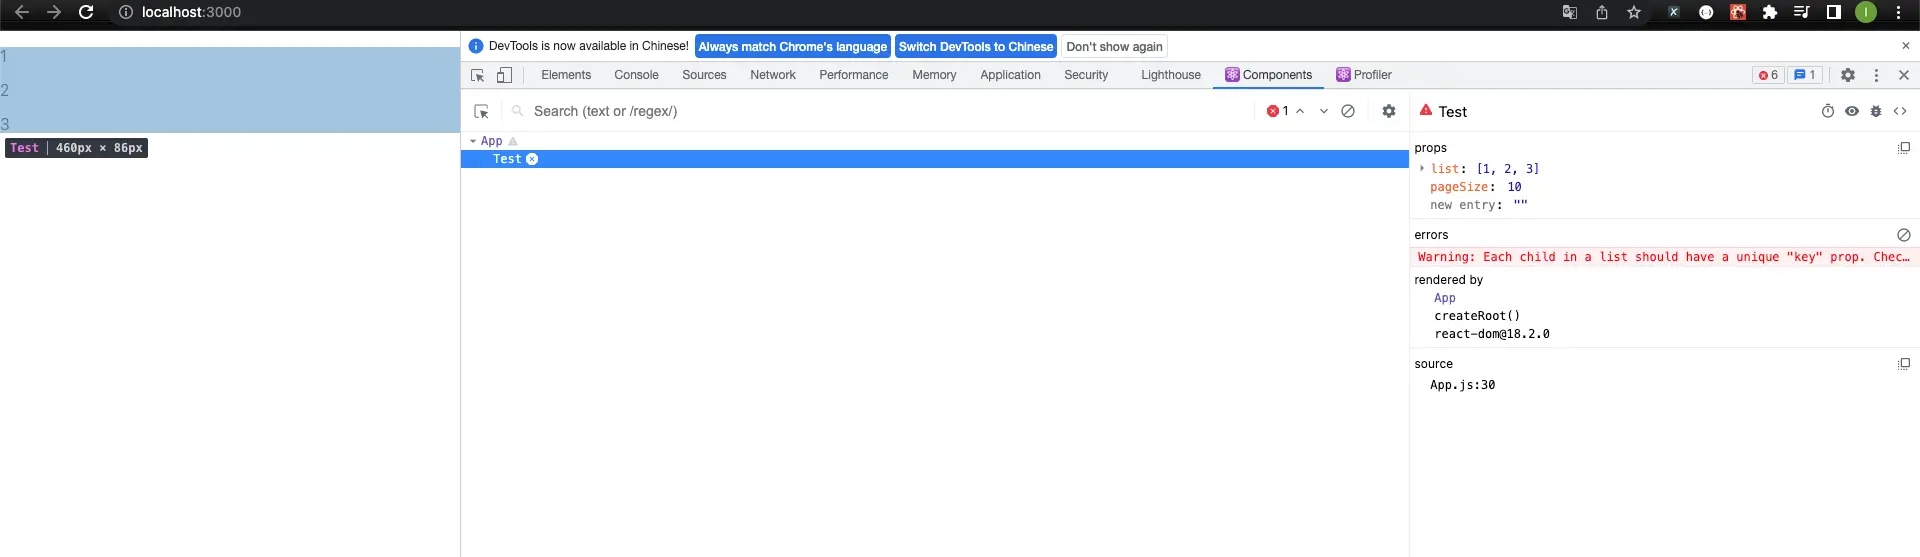 localhost:3000
1
2
3
Test | 460px × 86px
DevTools is now available in Chinese! Always match Chrome's language Switch DevTools to Chinese Don't show again ×
Elements Console Sources Network Performance Memory Application Security Lighthouse Components Profiler 6 1
Search (text or /regex/) 1
App
Test
Test
props
list: [1, 2, 3]
pageSize: 10
new entry: ""
errors
Warning: Each child in a list should have a unique "key" prop. Chec…
rendered by
App
createRoot()
react-dom@18.2.0
source
App.js:30